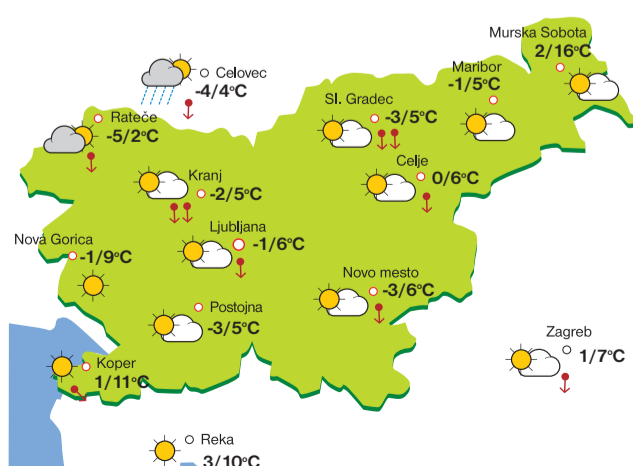 Murska Sobota
2/16°C
Maribor
-1/5°C
Celovec
-4/4°C
Sl. Gradec
-3/5°C
Rateče
-5/2°C
Celje
0/6°C
Kranj
-2/5°C
Ljubljana
-1/6°C
Nová Gorica
-1/9°C
Novo mesto
-3/6°C
Postojna
-3/5°C
Zagreb
1/7°C
Koper
1/11°C
Reka
3/10°C